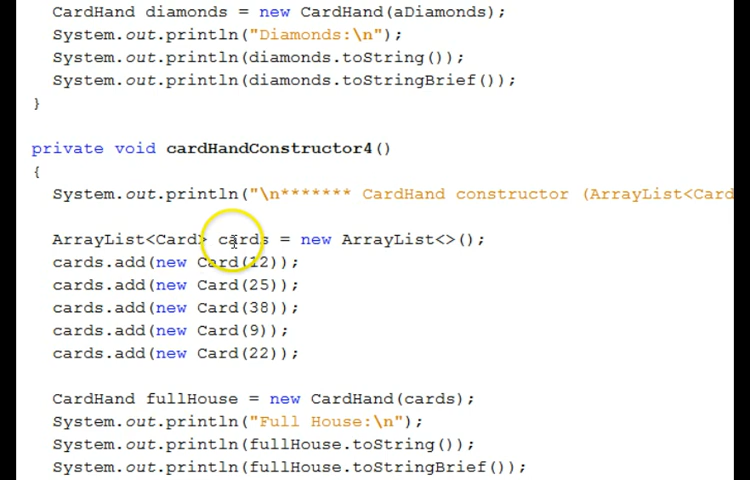 CardHand diamonds = new CardHand(aDiamonds);
System.out.println("Diamonds:\n");
System.out.println(diamonds.toString());
System.out.println(diamonds.toStringBrief());
}
private void cardHandConstructor4()
{
System.out.println("\n******* CardHand constructor (ArrayList<Card
ArrayList<Card> cards = new ArrayList<>();
cards.add(new Card(12));
cards.add(new Card(25));
cards.add(new Card(38));
cards.add(new Card(9));
cards.add(new Card(22));
CardHand fullHouse = new CardHand(cards);
System.out.println("Full House:\n");
System.out.println(fullHouse.toString());
System.out.println(fullHouse.toStringBrief());